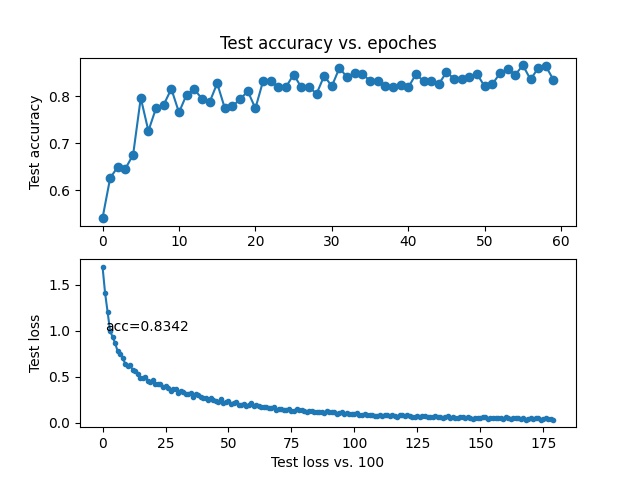 Test accuracy vs. epoches
Test accuracy
0.8
0.7
0.6
0 10 20 30 40 50 60
Test loss
1.5
1.0
0.5
0.0
acc=0.8342
0 25 50 75 100 125 150 175
Test loss vs. 100